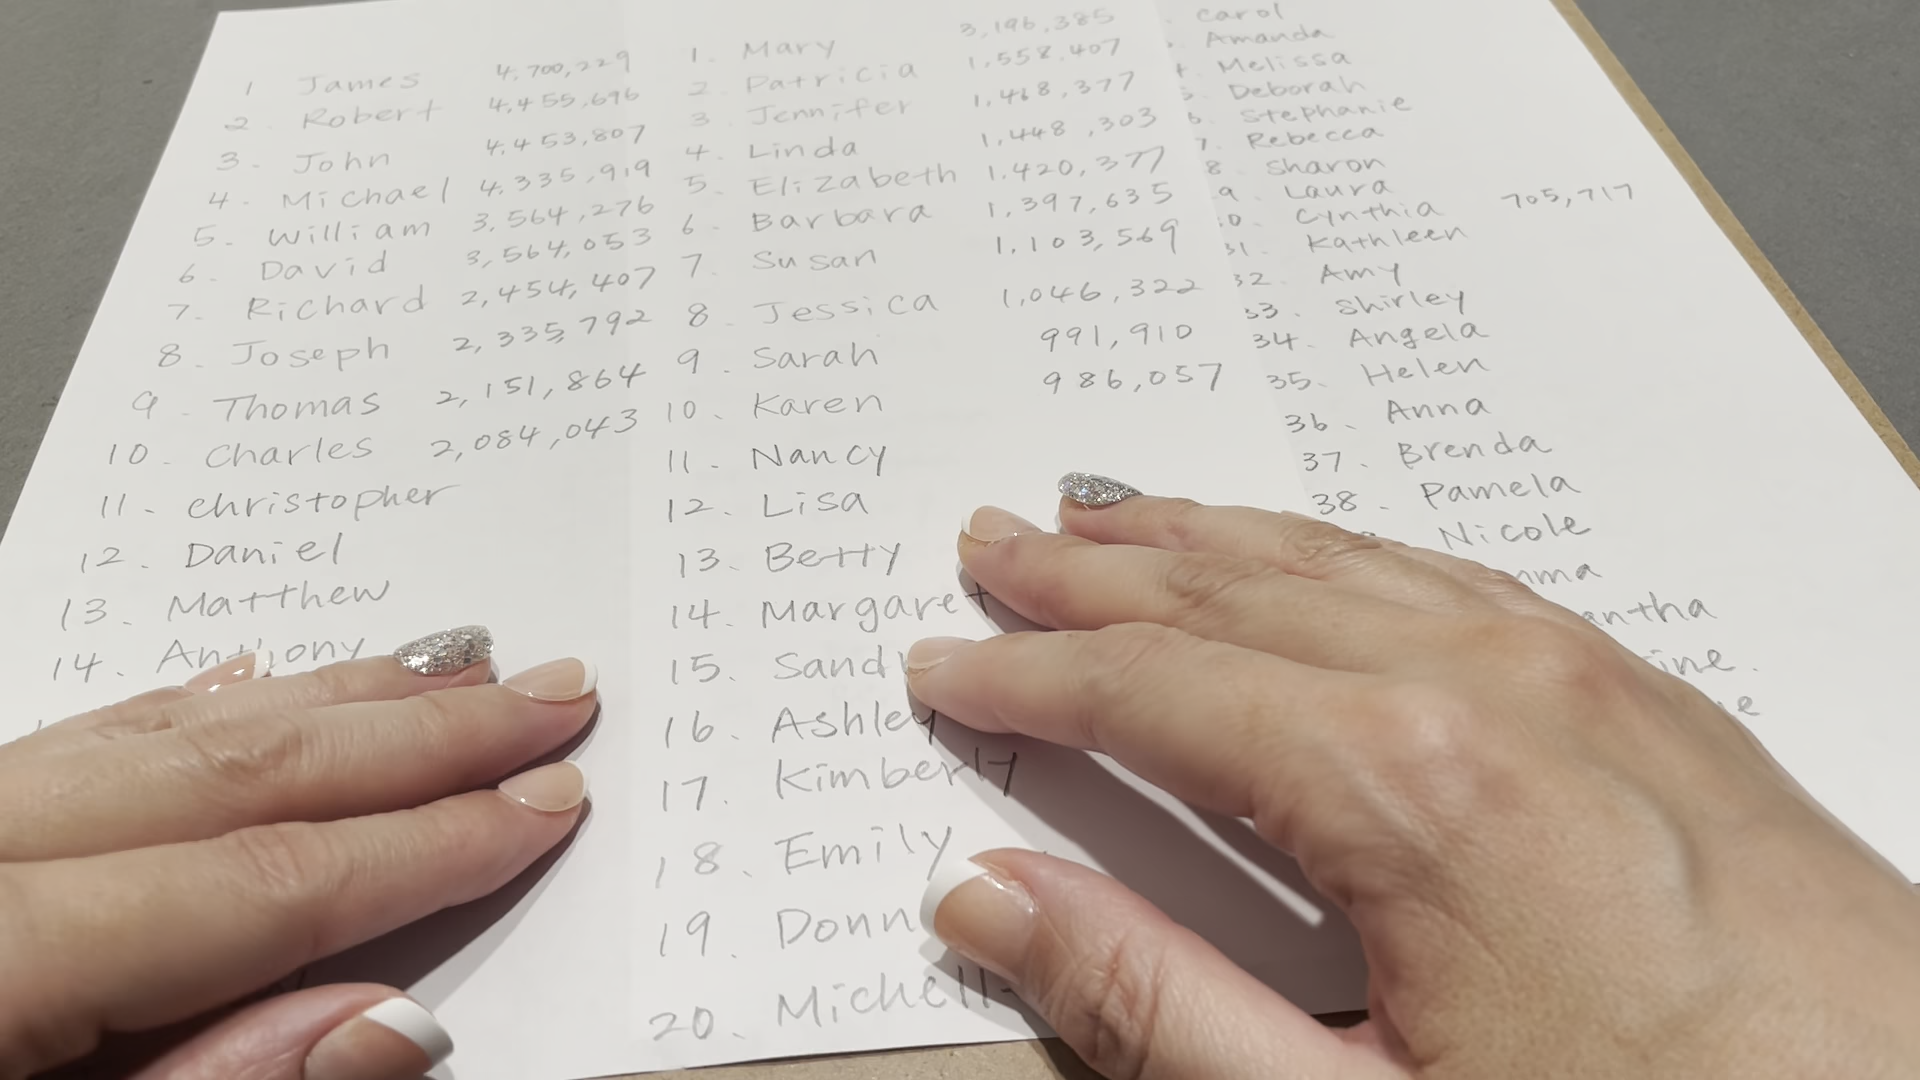 1 James 4,700,229
2. Robert 4,455,696
3. John 4,453,807
4. Michael 4,335,919
5. William 3,564,276
6. David 3,564,053
7. Richard 2,454,407
8. Joseph 2,335,792
9. Thomas 2,151,864
10. Charles 2,084,043
11. christopher
12. Daniel
13. Matthew
14. Anthony
1. Mary 3,196,385
2. Patricia 1,558,407
3 Jennifer 1,468,377
4. Linda 1,448,303
5. Elizabeth 1,420,377
6 Barbara 1,397,635
7. Susan 1,103,569
8. Jessica 1,046,322
9. Sarah 991,910
10. Karen 986,057
11. Nancy
12. Lisa
13. Betty
14. Margaret
15. Sand
16. Ashley
17. Kimberly
18. Emily
19. Donn
20. Michell
Carol
Amanda
Melissa
Deborah
Stephanie
7. Rebecca
8 Sharon
9. Laura
0. Cynthia 705,717
31. Kathleen
32. Amy
33. Shirley
34. Angela
35. Helen
36. Anna
37. Brenda
38. Pamela
Nicole
mma
antha
ine.
e